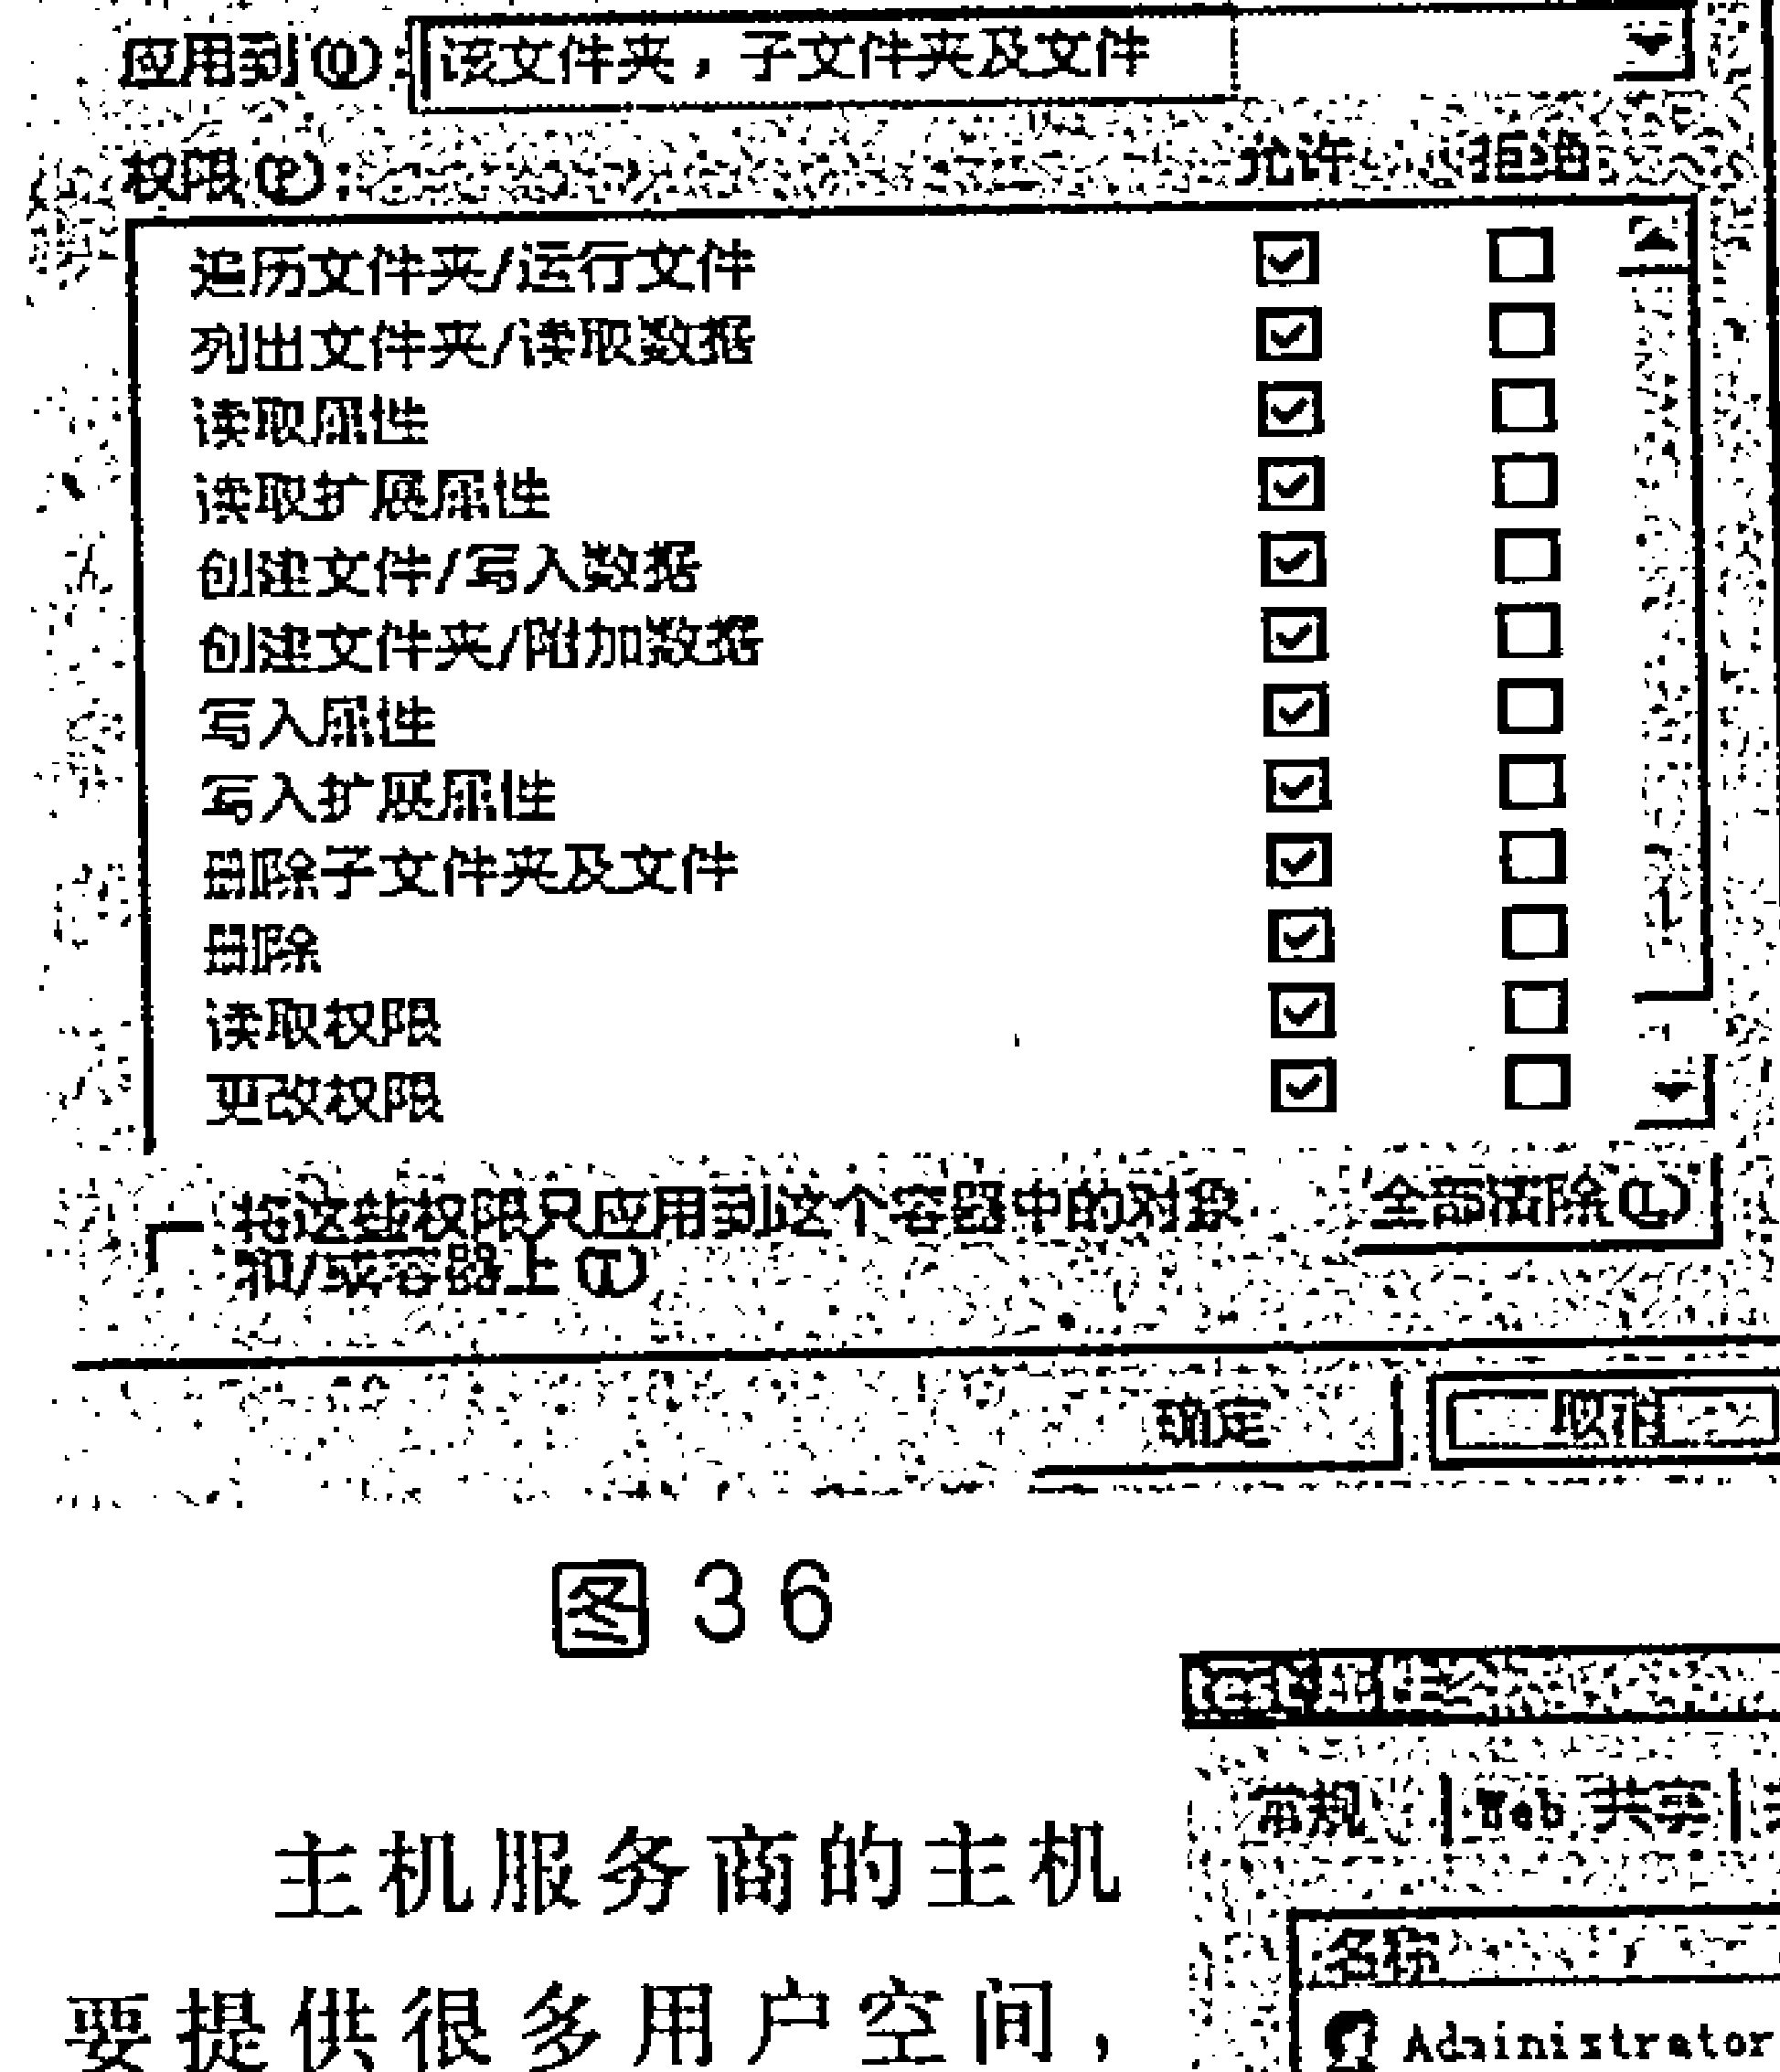 应用到(O): 该文件夹，子文件夹及文件
权限(P): 允许 拒绝
遍历文件夹/运行文件
列出文件夹/读取数据
读取属性
读取扩展属性
创建文件/写入数据
创建文件夹/附加数据
写入属性
写入扩展属性
删除子文件夹及文件
删除
读取权限
更改权限
将这些权限只应用到这个容器中的对象 全部清除(L)
和/或容器上(T)
确定 取消
图 36
test 属性
常规 Web 共享
名称
Administrator
主机服务商的主机
要提供很多用户空间，